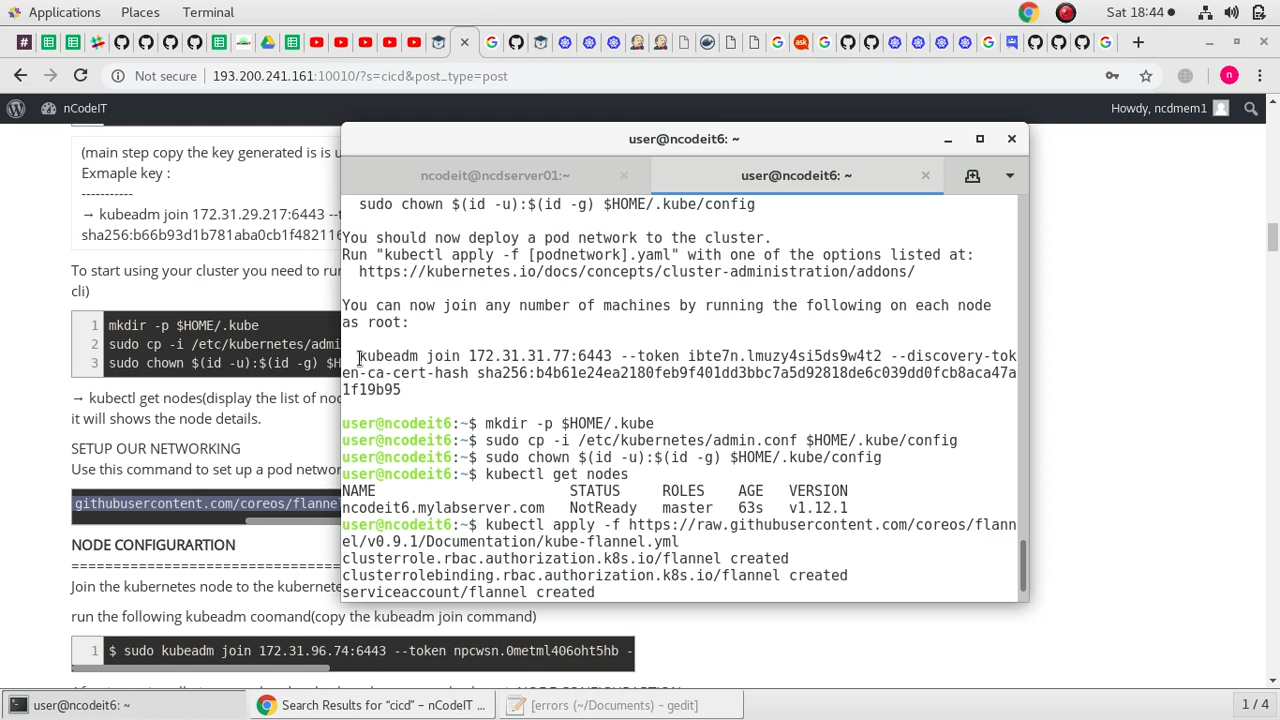 Applications Places Terminal Sat 18:44
Not secure 193.200.241.161:10010/?s=cicd&post_type=post n
nCodeIT Howdy, ncdmem1
(main step copy the key generated is is u
Exmaple key :
-----------
→ kubeadm join 172.31.29.217:6443 --t
sha256:b66b93d1b781aba0cb1f482116
To start using your cluster you need to run
cli)
1 mkdir -p $HOME/.kube
2 sudo cp -i /etc/kubernetes/admi
3 sudo chown $(id -u):$(id -g) $H
→ kubectl get nodes(display the list of nod
it will shows the node details.
SETUP OUR NETWORKING
Use this command to set up a pod networ
githubusercontent.com/coreos/flanne
NODE CONFIGURARTION
Join the kubernetes node to the kubernete
run the following kubeadm coomand(copy the kubeadm join command)
1 $ sudo kubeadm join 172.31.96.74:6443 --token npcwsn.0metml406oht5hb -
user@ncodeit6: ~
ncodeit@ncdserver01:~ user@ncodeit6: ~
sudo chown $(id -u):$(id -g) $HOME/.kube/config
You should now deploy a pod network to the cluster.
Run "kubectl apply -f [podnetwork].yaml" with one of the options listed at:
https://kubernetes.io/docs/concepts/cluster-administration/addons/
You can now join any number of machines by running the following on each node
as root:
kubeadm join 172.31.31.77:6443 --token ibte7n.lmuzy4si5ds9w4t2 --discovery-tok
en-ca-cert-hash sha256:b4b61e24ea2180feb9f401dd3bbc7a5d92818de6c039dd0fcb8aca47a
1f19b95
user@ncodeit6:~$ mkdir -p $HOME/.kube
user@ncodeit6:~$ sudo cp -i /etc/kubernetes/admin.conf $HOME/.kube/config
user@ncodeit6:~$ sudo chown $(id -u):$(id -g) $HOME/.kube/config
user@ncodeit6:~$ kubectl get nodes
NAME STATUS ROLES AGE VERSION
ncodeit6.mylabserver.com NotReady master 63s v1.12.1
user@ncodeit6:~$ kubectl apply -f https://raw.githubusercontent.com/coreos/flann
el/v0.9.1/Documentation/kube-flannel.yml
clusterrole.rbac.authorization.k8s.io/flannel created
clusterrolebinding.rbac.authorization.k8s.io/flannel created
serviceaccount/flannel created
user@ncodeit6: ~ Search Results for “cicd” – nCodeIT ... [errors (~/Documents) - gedit] 1 / 4